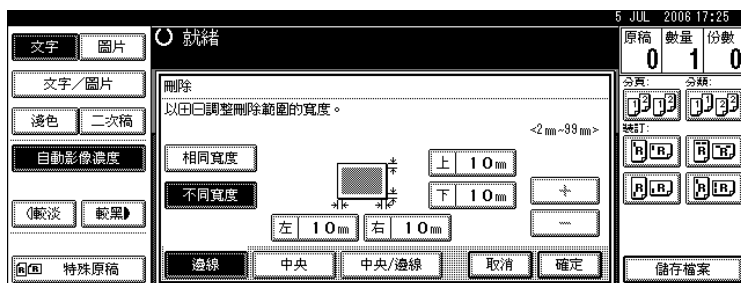 5 JUL 2006 17:25
文字 圖片
就緒
原稿 數量 份數
0 1 0
文字／圖片
淺色 二次稿
自動影像濃度
較淡 較黑
特殊原稿
刪除
以⊞⊟調整刪除範圍的寬度。
<2㎜~99㎜>
相同寬度
不同寬度
上 10㎜
下 10㎜
左 10㎜ 右 10㎜
+
－
邊線 中央 中央/邊線 取消 確定
分頁: 分類:
裝訂:
儲存檔案